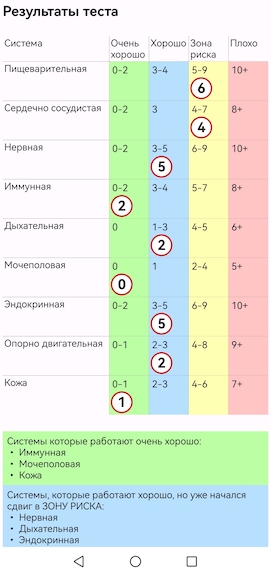 Результаты теста
Система Очень хорошо Хорошо Зона риска Плохо
Пищеварительная 0-2 3-4 5-9 10+
6
Сердечно сосудистая 0-2 3 4-7 8+
4
Нервная 0-2 3-5 6-9 10+
5
Иммунная 0-2 3-4 5-7 8+
2
Дыхательная 0 1-3 4-5 6+
2
Мочеполовая 0 1 2-4 5+
0
Эндокринная 0-2 3-5 6-9 10+
5
Опорно двигательная 0-1 2-3 4-8 9+
2
Кожа 0-1 2-3 4-6 7+
1
Системы которые работают очень хорошо:
• Иммунная
• Мочеполовая
• Кожа
Системы, которые работают хорошо, но уже начался
сдвиг в ЗОНУ РИСКА:
• Нервная
• Дыхательная
• Эндокринная